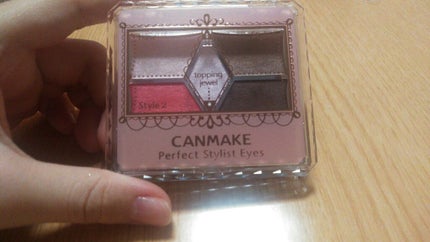 topping
jewel
Style 2
CANMAKE
Perfect Stylist Eyes